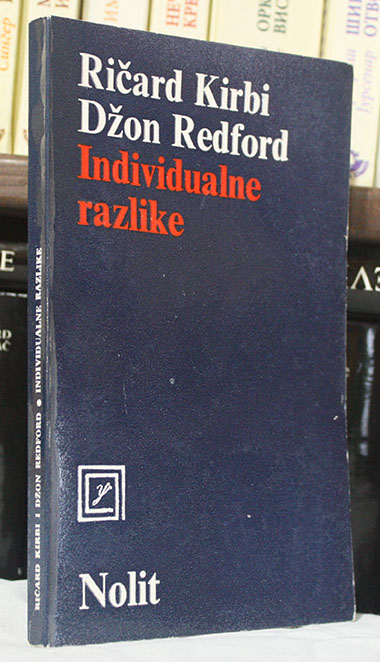 Ričard Kirbi
Džon Redford
Individualne
razlike
Nolit
RIČARD KIRBI I DŽON REDFORD • INDIVIDUALNE RAZLIKE